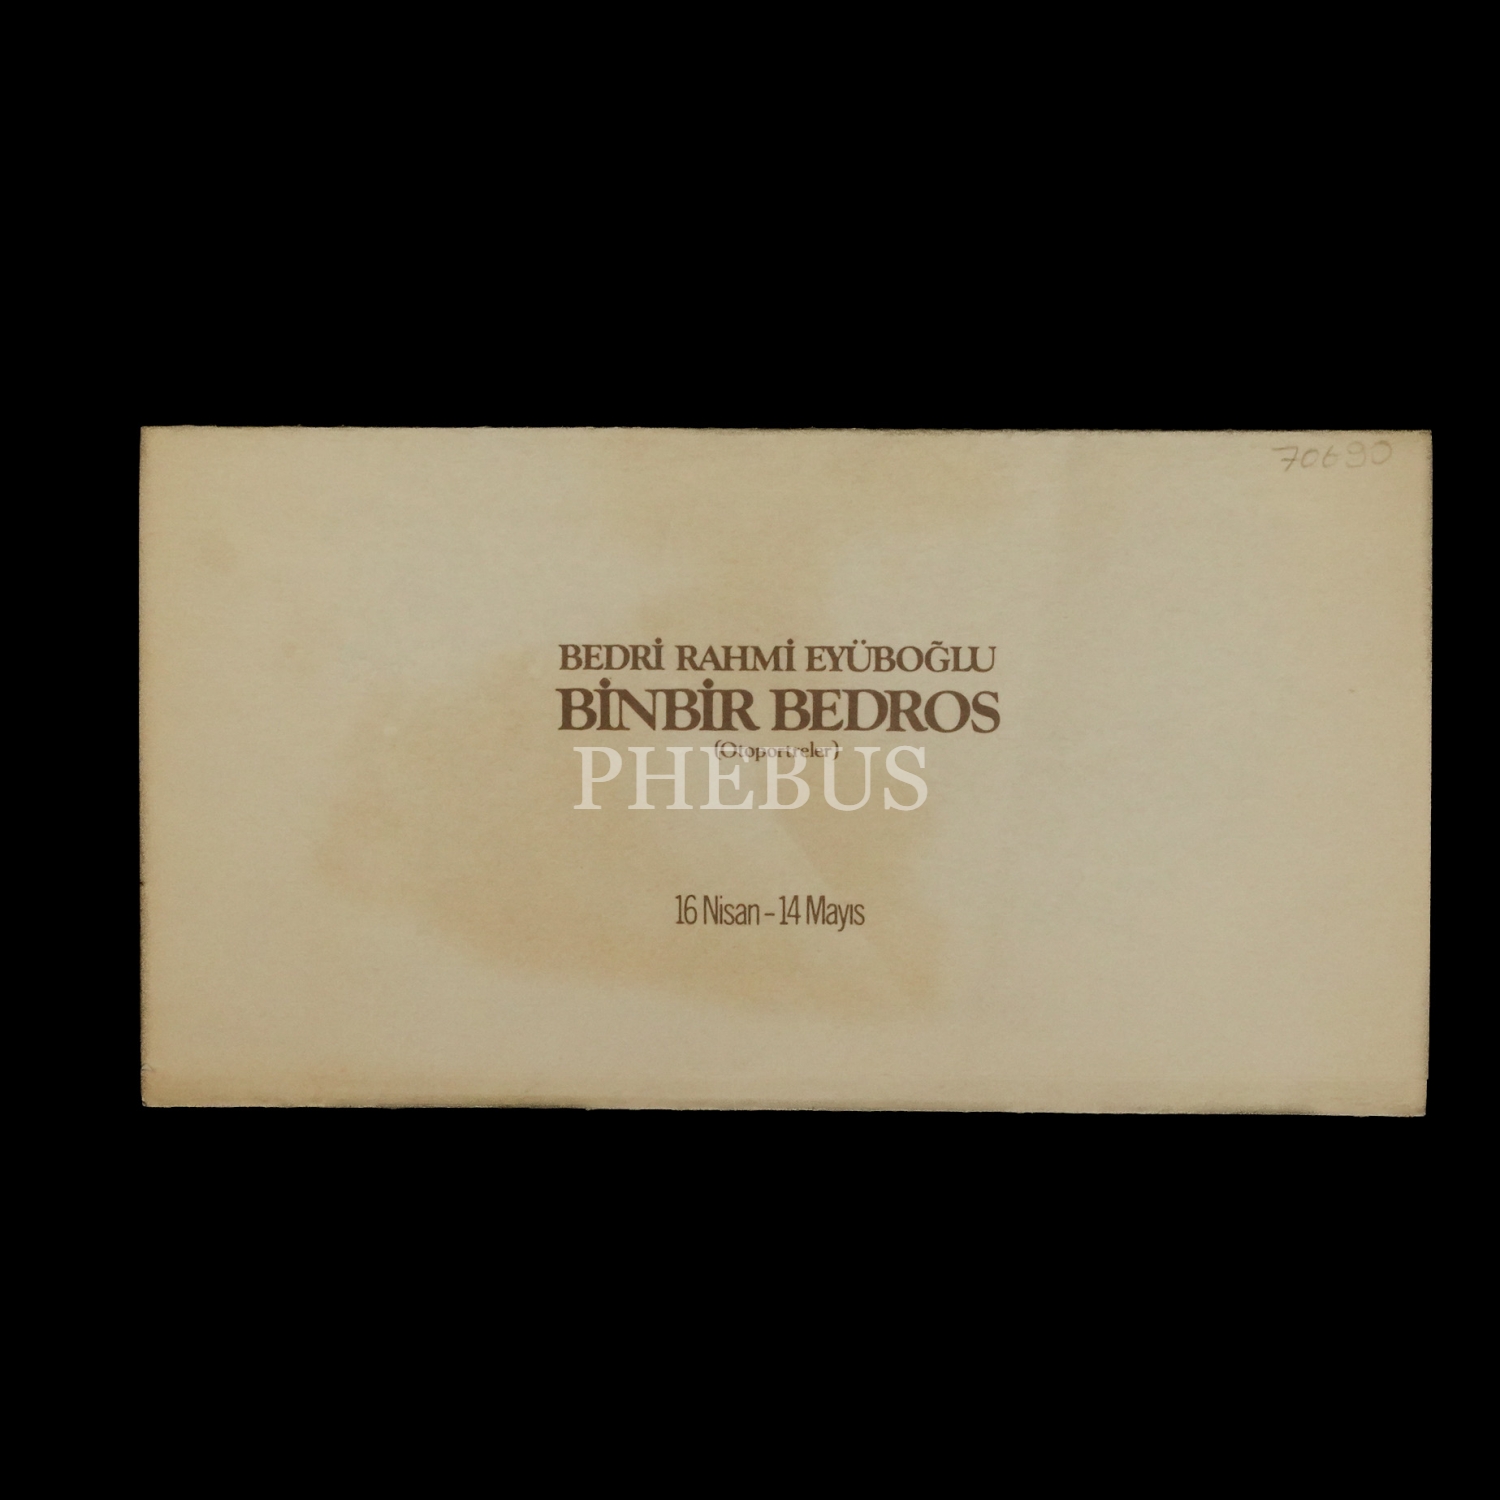 70690
BEDRİ RAHMİ EYÜBOĞLU
BİNBİR BEDROS
(Otoportreler)
PHEBUS
16 Nisan - 14 Mayıs